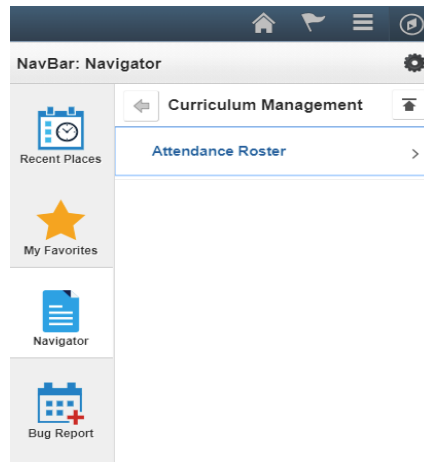 NavBar: Navigator
Curriculum Management
Recent Places
Attendance Roster
My Favorites
Navigator
Bug Report